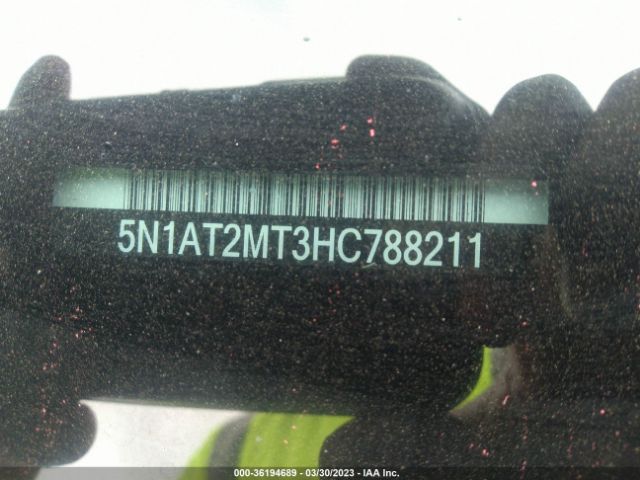 5N1AT2MT3HC788211
000-36194689 - 03/30/2023 - IAA Inc.